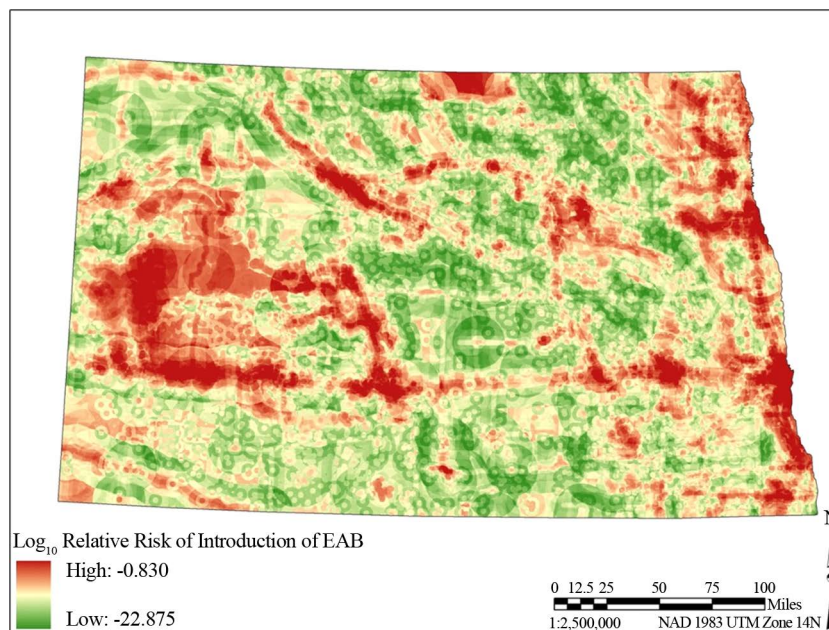 N
Log₁₀ Relative Risk of Introduction of EAB
High: -0.830
Low: -22.875
0 12.5 25 50 75 100
Miles
1:2,500,000 NAD 1983 UTM Zone 14N